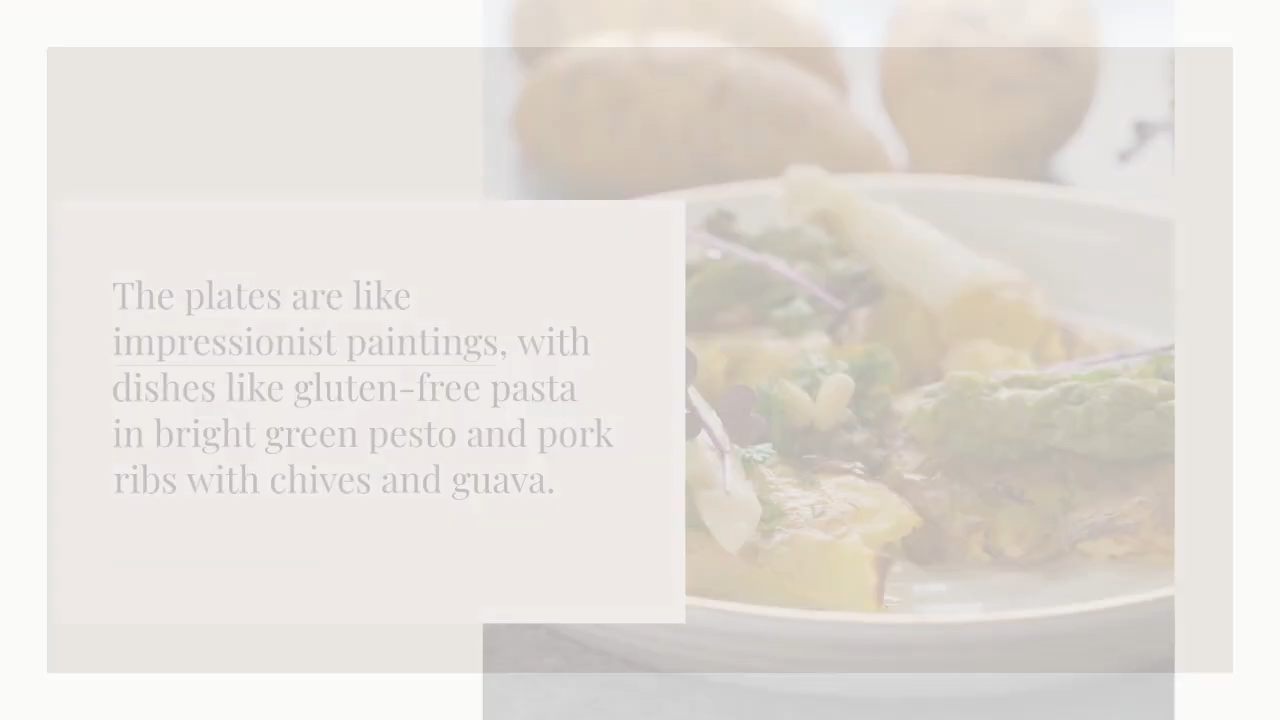 The plates are like
impressionist paintings, with
dishes like gluten-free pasta
in bright green pesto and pork
ribs with chives and guava.